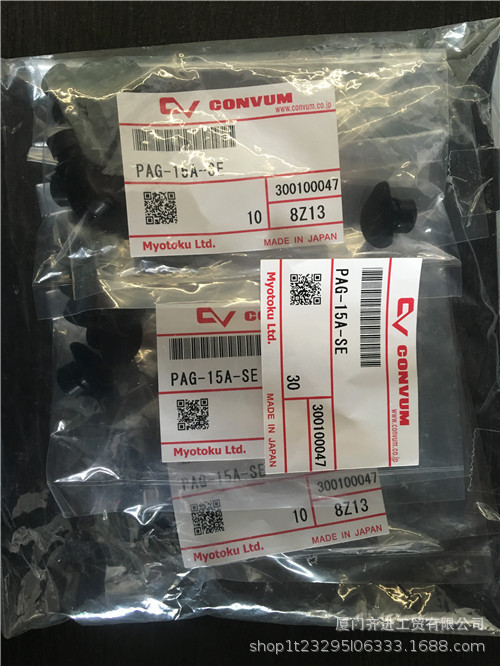 CONVUM
www.convum.co.jp
PAG-15A-SE
300100047
10
8Z13
MADE IN JAPAN
Myotoku Ltd.
CONVUM
www.convum.co.jp
PAG-15A-SE
300100047
30
MADE IN JAPAN
Myotoku Ltd.
PAG-15A-SE
Myotoku Ltd.
PAG-15A-SE
300100047
10
8Z13
MADE IN JAPAN
Myotoku Ltd.
厦门齐进工贸有限公司
shop1t23295l06333.1688.com